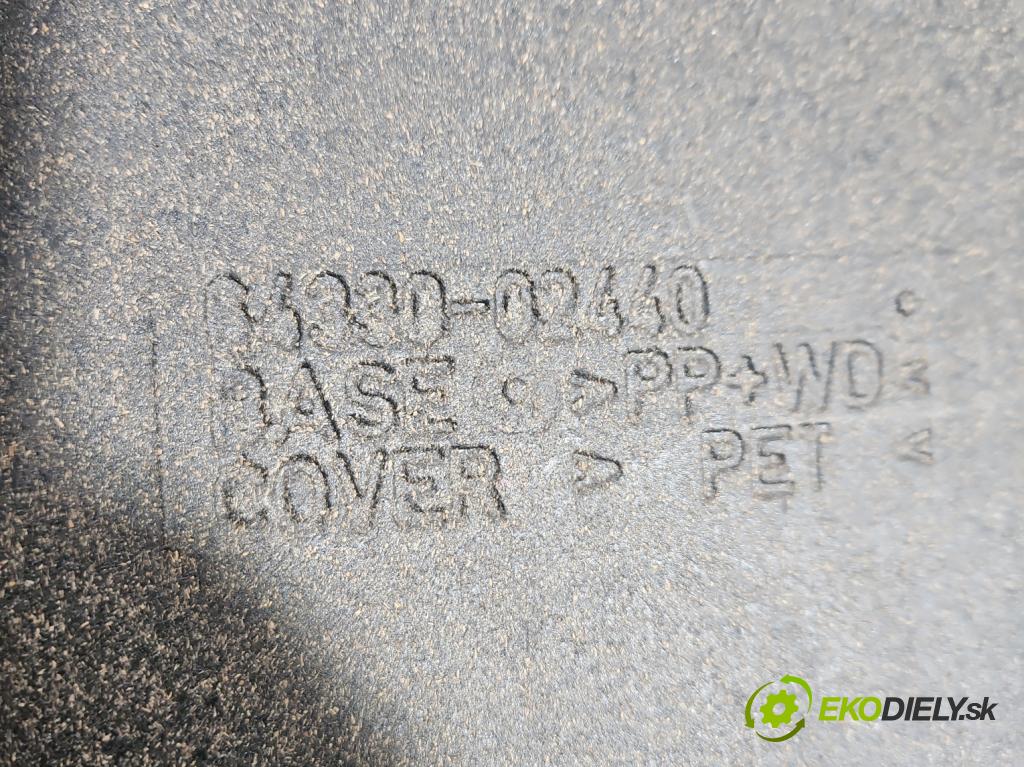 64330-02440 C
BASE >PP+WD<
COVER > PET <
EKODIELY.sk